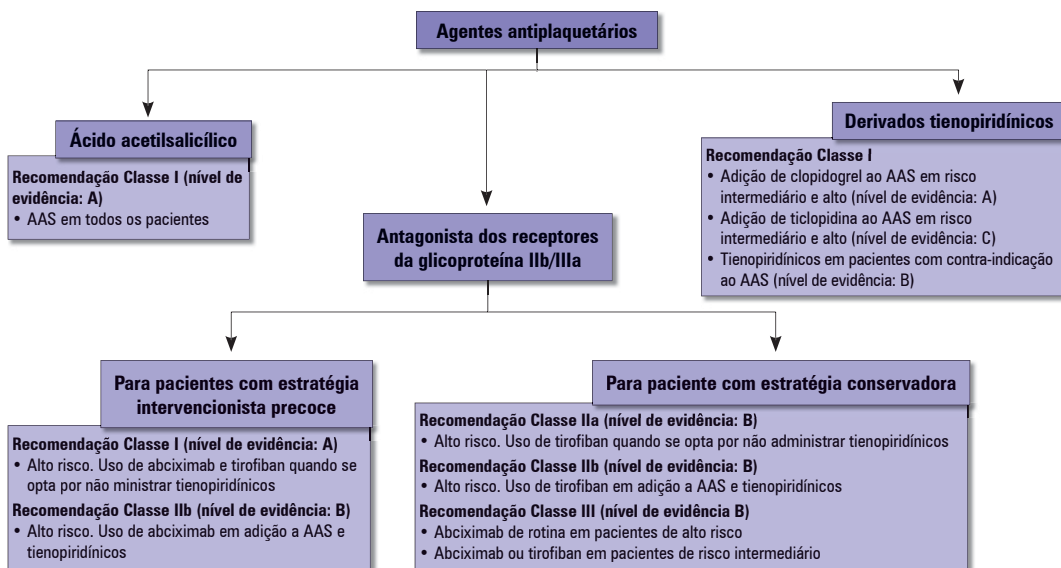 Agentes antiplaquetários
Ácido acetilsalicílico
Recomendação Classe I (nível de
evidência: A)
• AAS em todos os pacientes
Antagonista dos receptores
da glicoproteína IIb/IIIa
Derivados tienopiridínicos
Recomendação Classe I
• Adição de clopidogrel ao AAS em risco
intermediário e alto (nível de evidência: A)
• Adição de ticlopidina ao AAS em risco
intermediário e alto (nível de evidência: C)
• Tienopiridínicos em pacientes com contra-indicação
ao AAS (nível de evidência: B)
Para pacientes com estratégia
intervencionista precoce
Recomendação Classe I (nível de evidência: A)
• Alto risco. Uso de abciximab e tirofiban quando se
opta por não ministrar tienopiridínicos
Recomendação Classe IIb (nível de evidência: B)
• Alto risco. Uso de abciximab em adição a AAS e
tienopiridínicos
Para paciente com estratégia conservadora
Recomendação Classe IIa (nível de evidência: B)
• Alto risco. Uso de tirofiban quando se opta por não administrar tienopiridínicos
Recomendação Classe IIb (nível de evidência: B)
• Alto risco. Uso de tirofiban em adição a AAS e tienopiridínicos
Recomendação Classe III (nível de evidência B)
• Abciximab de rotina em pacientes de alto risco
• Abciximab ou tirofiban em pacientes de risco intermediário